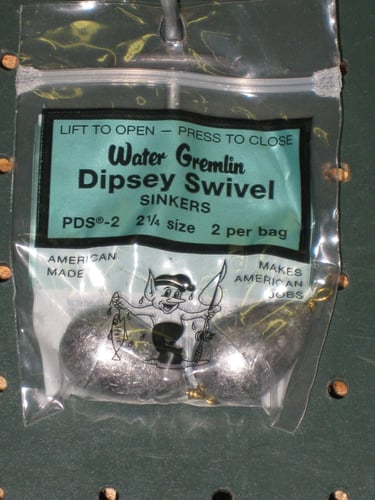 LIFT TO OPEN — PRESS TO CLOSE
Water Gremlin
Dipsey Swivel
SINKERS
PDS®-2 2¼ size 2 per bag
AMERICAN
MADE
MAKES
AMERICAN
JOBS